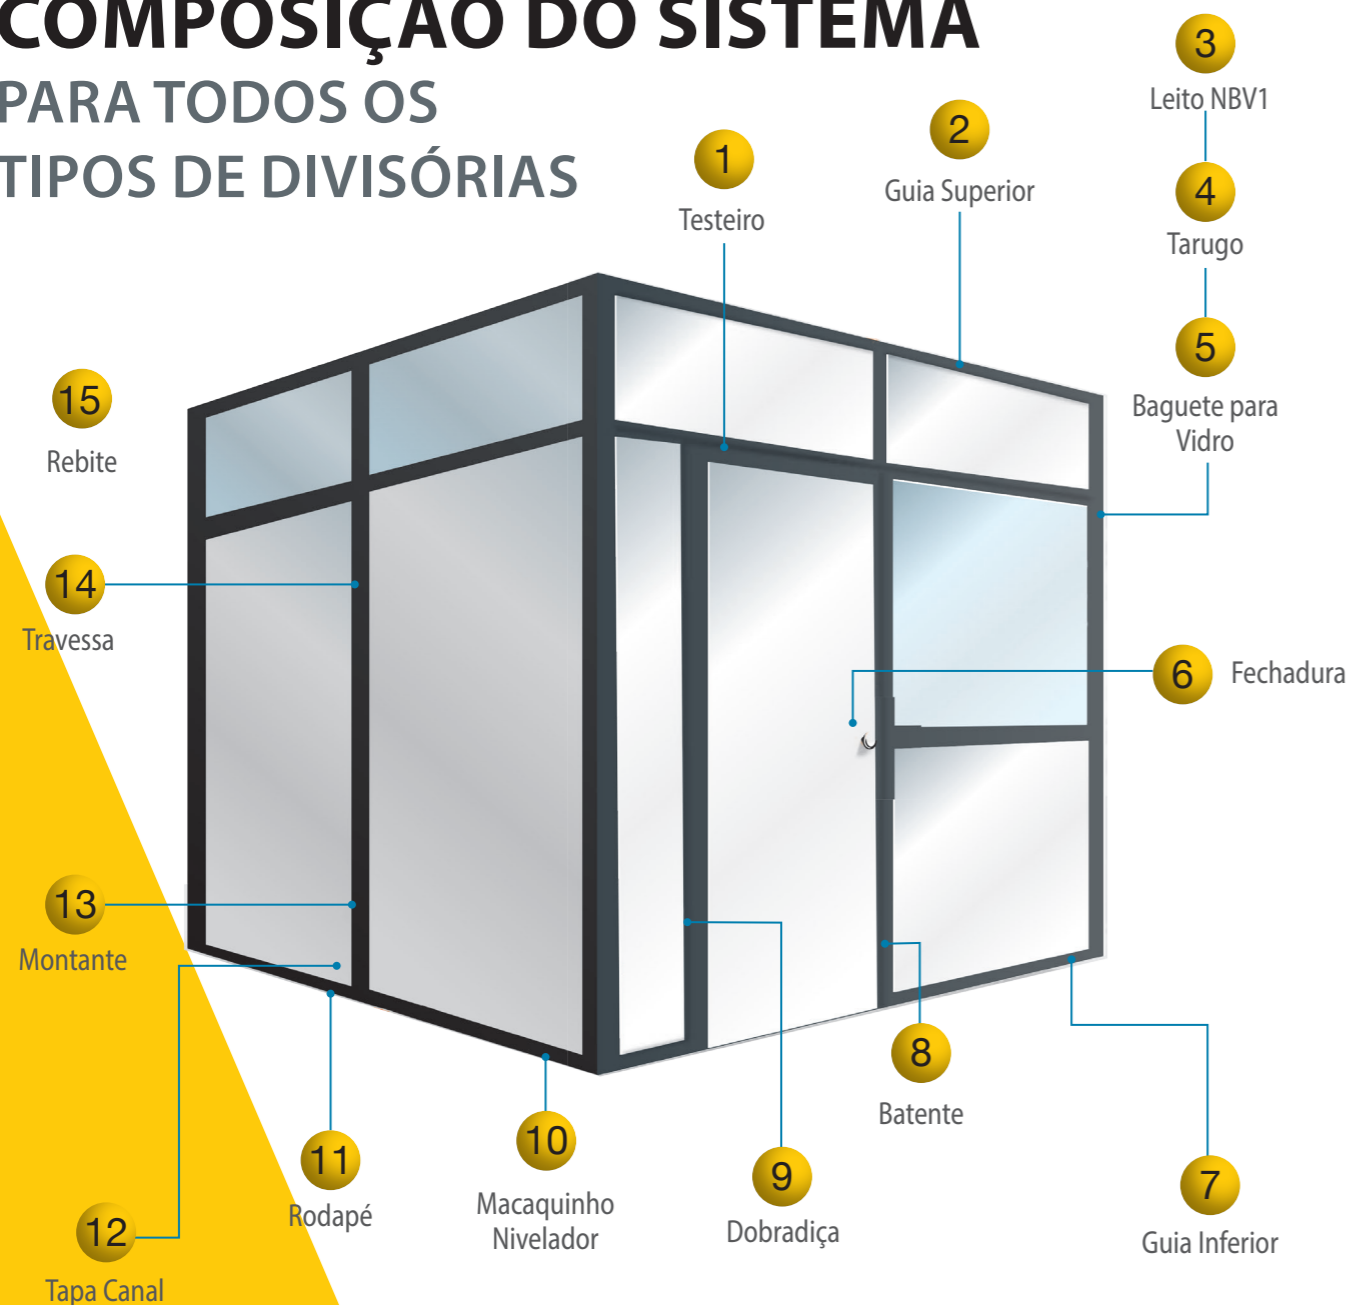 COMPOSIÇÃO DO SISTEMA
PARA TODOS OS
TIPOS DE DIVISÓRIAS
1
Testeiro
2
Guia Superior
3
Leito NBV1
4
Tarugo
5
Baguete para
Vidro
6
Fechadura
7
Guia Inferior
8
Batente
9
Dobradiça
10
Macaquinho
Nivelador
11
Rodapé
12
Tapa Canal
13
Montante
14
Travessa
15
Rebite